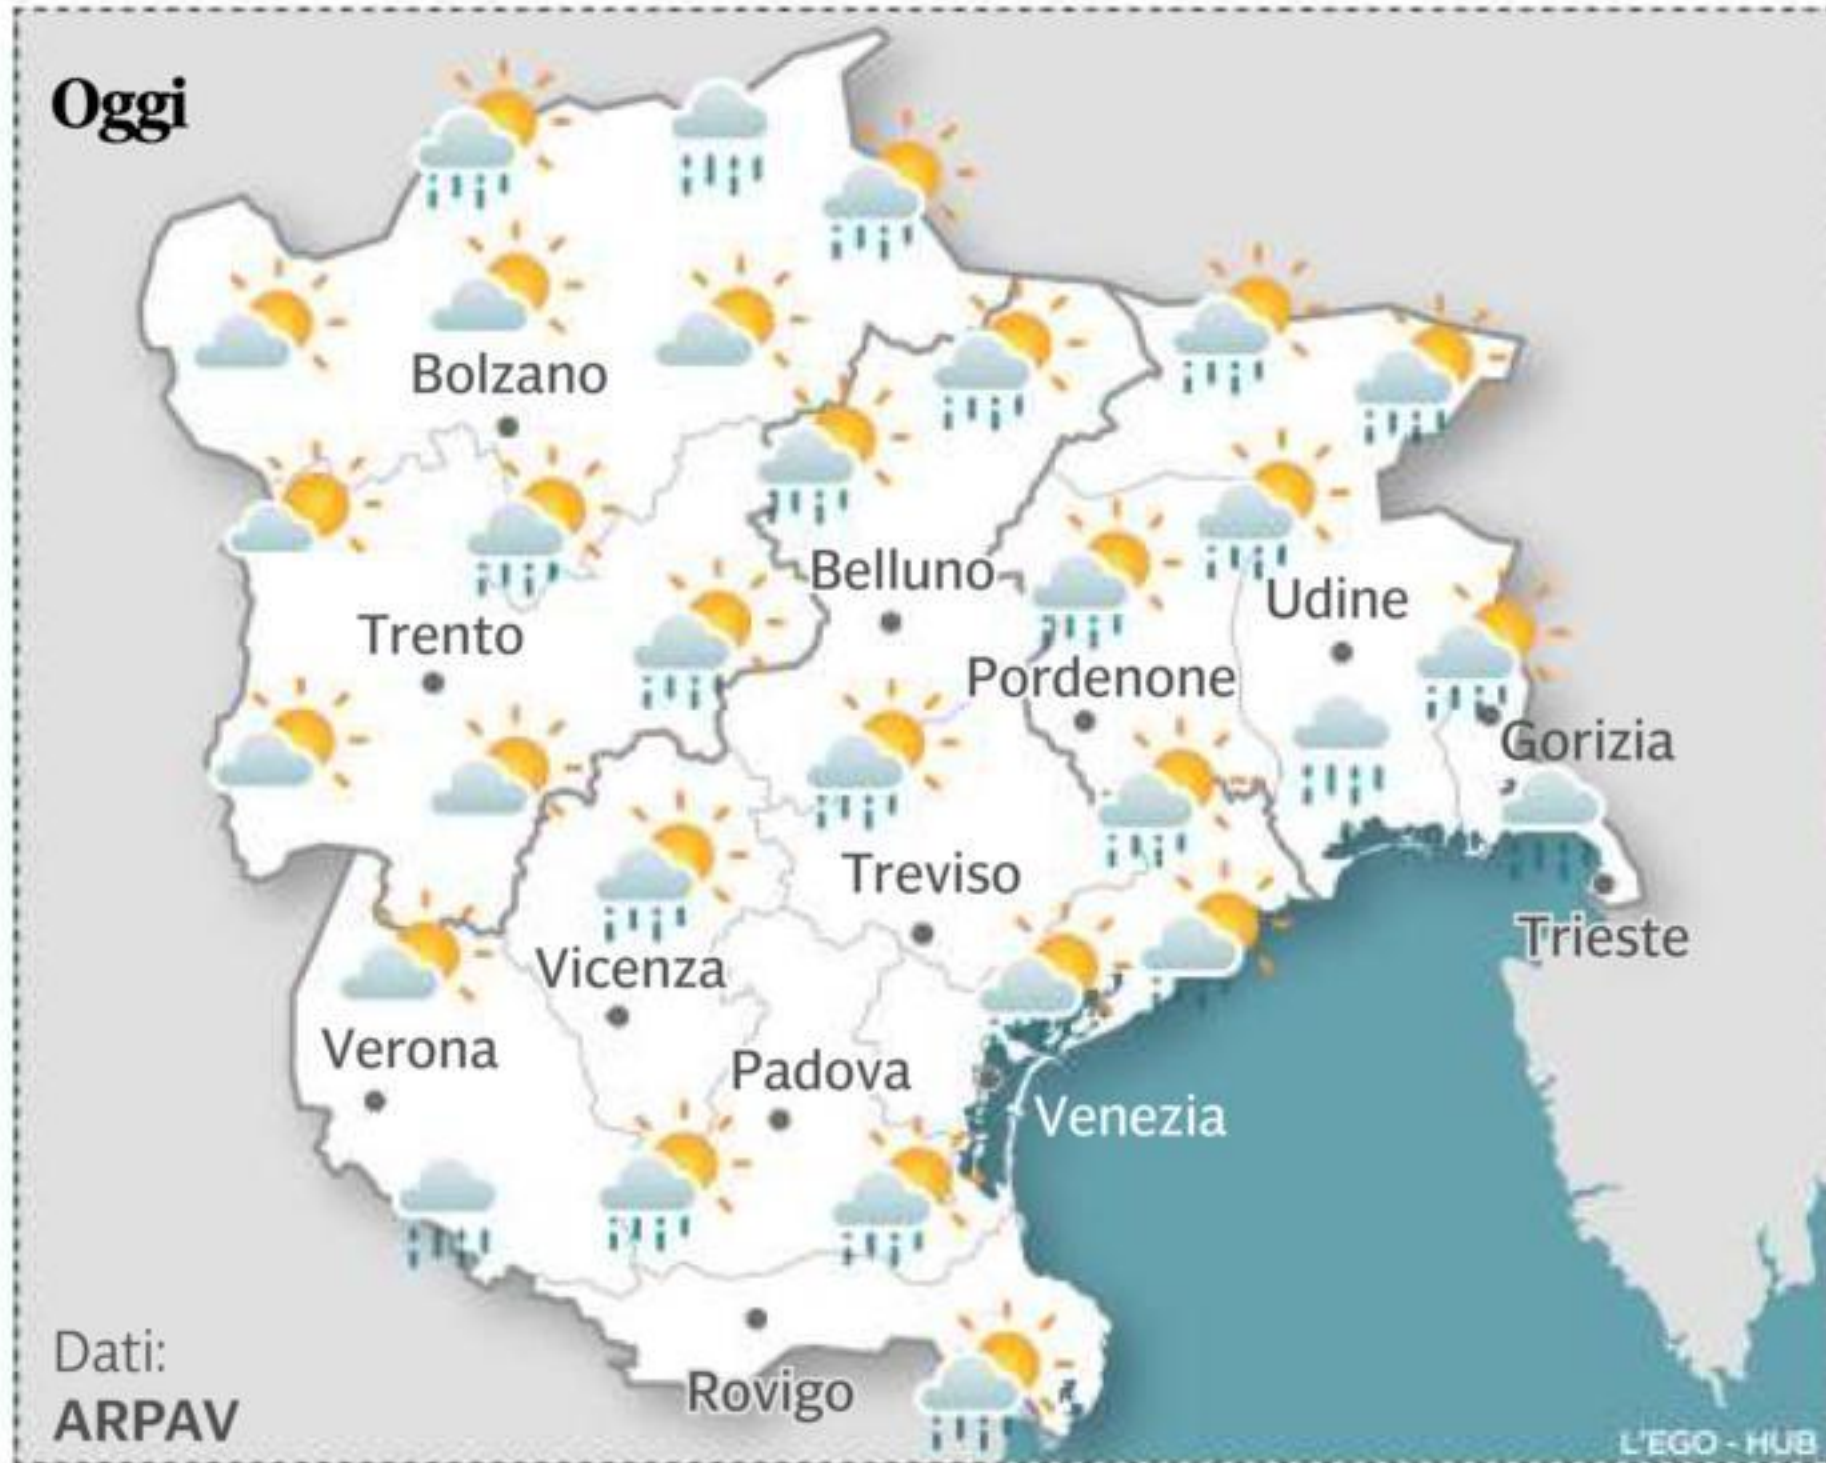 Oggi
Bolzano
Belluno
Udine
Trento
Pordenone
Gorizia
Treviso
Trieste
Vicenza
Verona
Padova
Venezia
Dati:
Rovigo
ARPAV
L'EGO - HUB